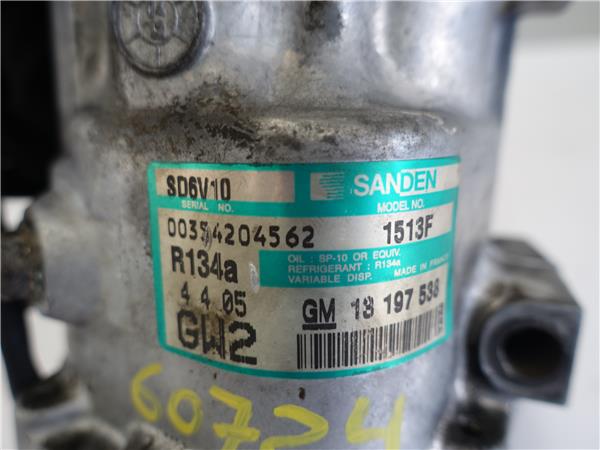 SD6V10
SANDEN
SERIAL NO.
MODEL NO.
00354204562
1513F
OIL : SP-10 OR EQUIV.
REFRIGERANT : R134a
VARIABLE DISP. MADE IN FRANCE
R134a
4 4 05
GM 13 197 538
GW2
60724